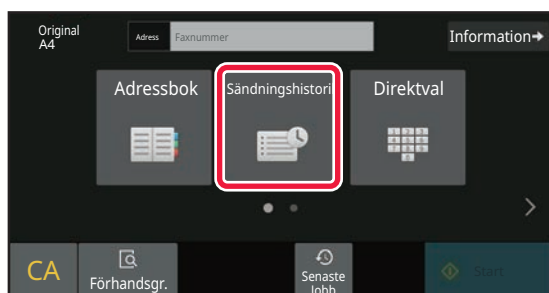 Original
A4
Adress
Faxnummer
Information
Adressbok
Sändningshistori
Direktval
CA
Förhandsgr.
Senaste
Jobb
Start